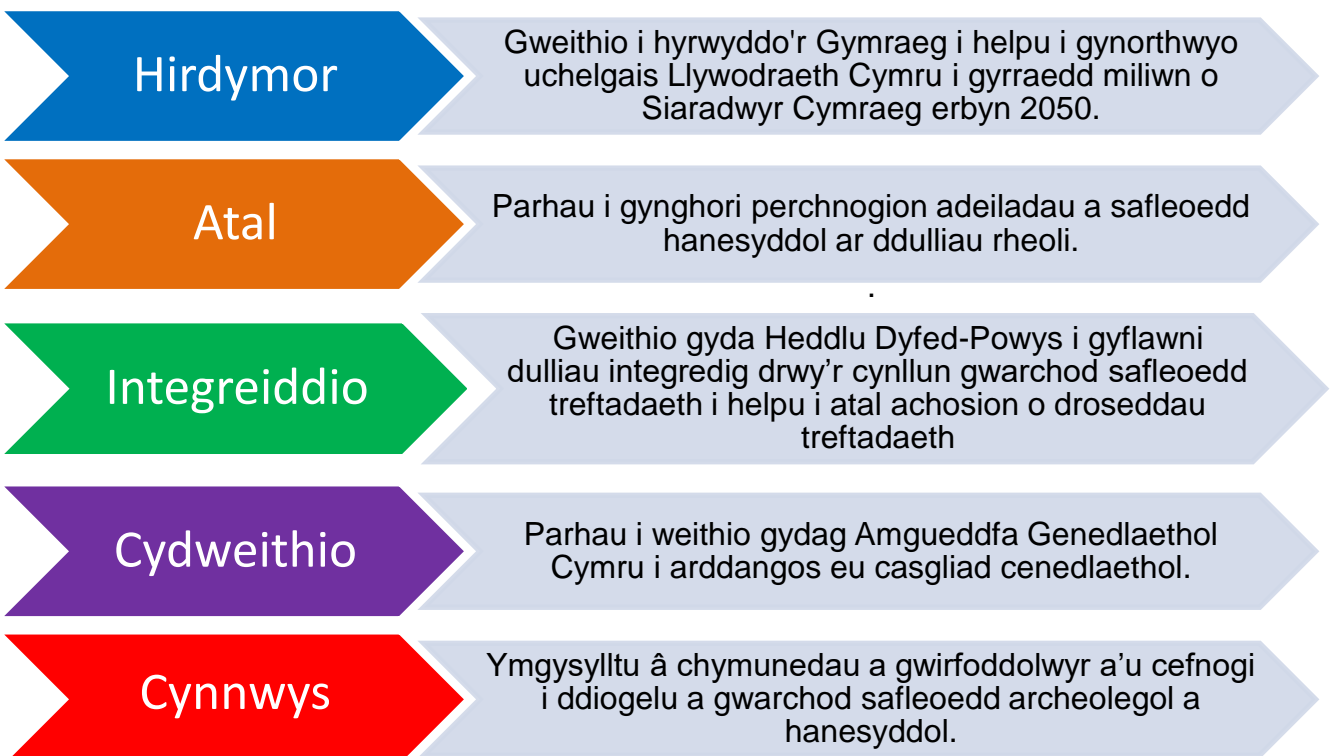 Hirdymor
Gweithio i hyrwyddo'r Gymraeg i helpu i gynorthwyo
uchelgais Llywodraeth Cymru i gyrraedd miliwn o
Siaradwyr Cymraeg erbyn 2050.
Atal
Parhau i gynghori perchnogion adeiladau a safleoedd
hanesyddol ar ddulliau rheoli.
.
Integreiddio
Gweithio gyda Heddlu Dyfed-Powys i gyflawni
dulliau integredig drwy’r cynllun gwarchod safleoedd
treftadaeth i helpu i atal achosion o droseddau
treftadaeth
Cydweithio
Parhau i weithio gydag Amgueddfa Genedlaethol
Cymru i arddangos eu casgliad cenedlaethol.
Cynnwys
Ymgysylltu â chymunedau a gwirfoddolwyr a’u cefnogi
i ddiogelu a gwarchod safleoedd archeolegol a
hanesyddol.